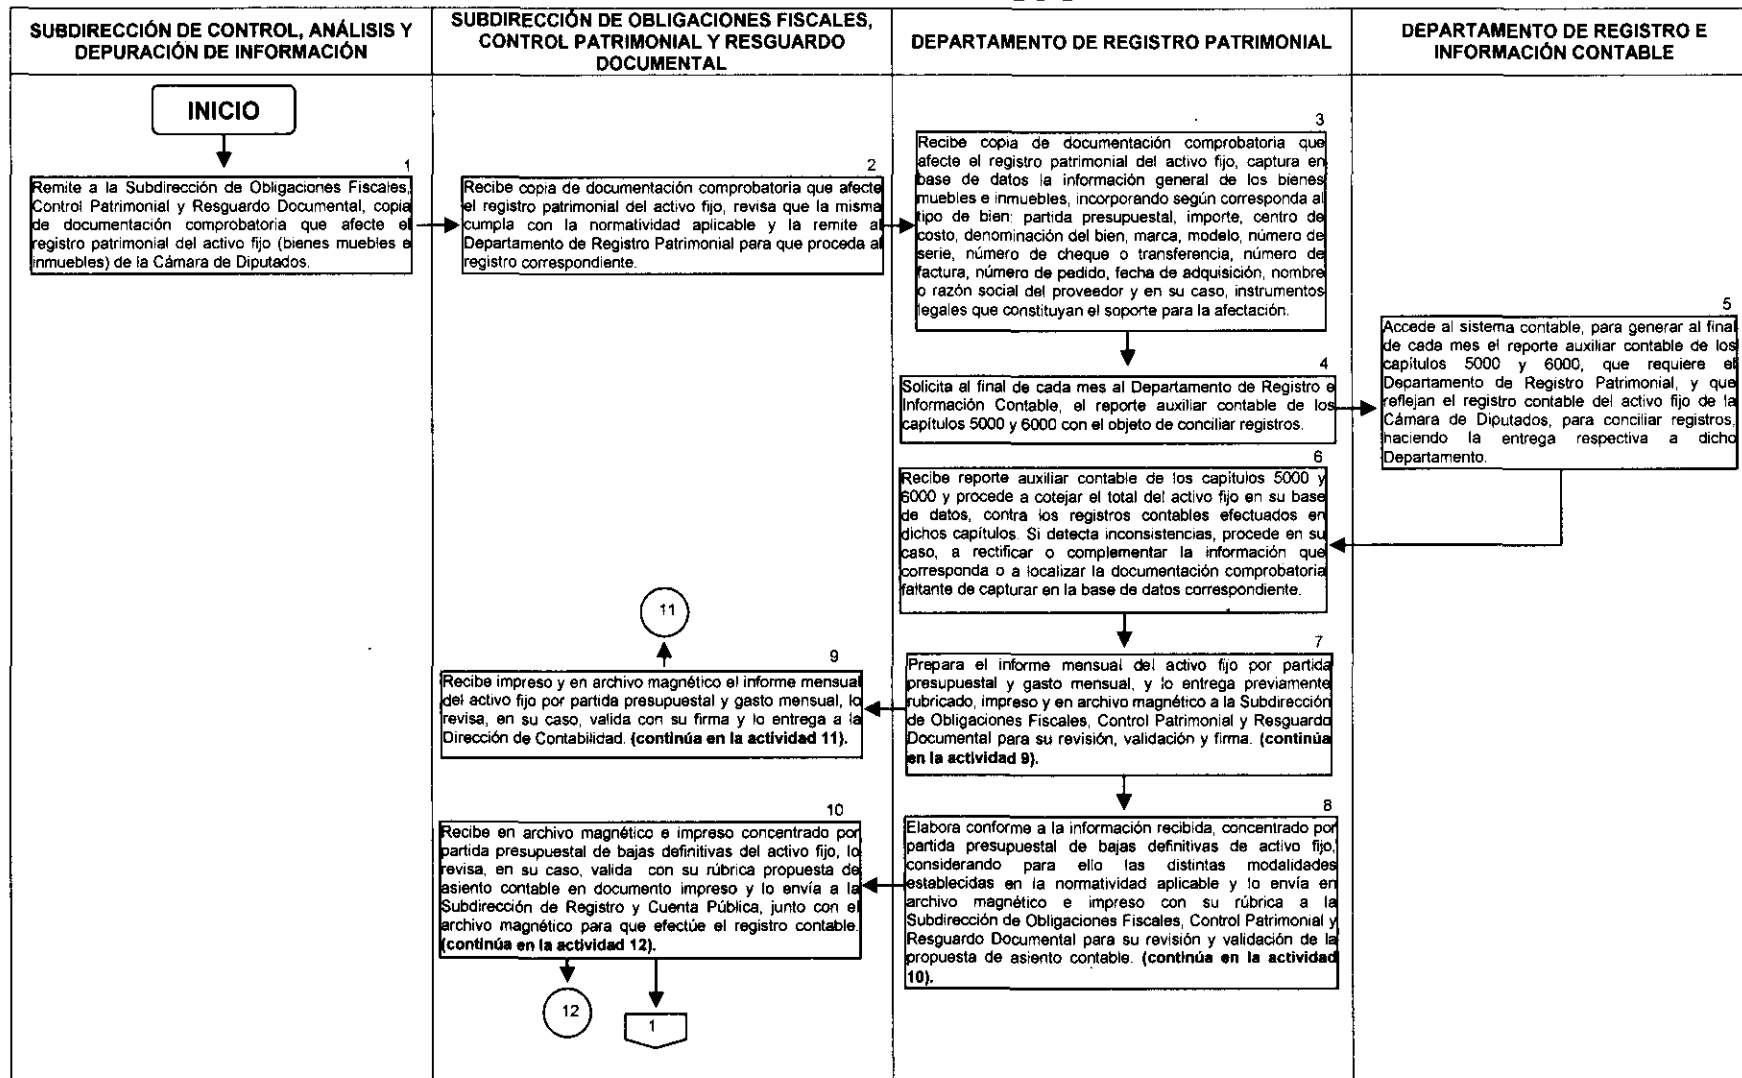 SUBDIRECCIÓN DE CONTROL, ANÁLISIS Y
DEPURACIÓN DE INFORMACIÓN
SUBDIRECCIÓN DE OBLIGACIONES FISCALES,
CONTROL PATRIMONIAL Y RESGUARDO
DOCUMENTAL
DEPARTAMENTO DE REGISTRO PATRIMONIAL
DEPARTAMENTO DE REGISTRO E
INFORMACIÓN CONTABLE
INICIO
1
Remite a la Subdirección de Obligaciones Fiscales,
Control Patrimonial y Resguardo Documental, copia
de documentación comprobatoria que afecte el
registro patrimonial del activo fijo (bienes muebles e
inmuebles) de la Cámara de Diputados.
2
Recibe copia de documentación comprobatoria que afecte
el registro patrimonial del activo fijo, revisa que la misma
cumpla con la normatividad aplicable y la remite al
Departamento de Registro Patrimonial para que proceda al
registro correspondiente.
3
Recibe copia de documentación comprobatoria que
afecte el registro patrimonial del activo fijo, captura en
base de datos la información general de los bienes
muebles e inmuebles, incorporando según corresponda al
tipo de bien: partida presupuestal, importe, centro de
costo, denominación del bien, marca, modelo, número de
serie, número de cheque o transferencia, número de
factura, número de pedido, fecha de adquisición, nombre
o razón social del proveedor y en su caso, instrumentos
legales que constituyan el soporte para la afectación.
4
Solicita al final de cada mes al Departamento de Registro e
Información Contable, el reporte auxiliar contable de los
capítulos 5000 y 6000 con el objeto de conciliar registros.
5
Accede al sistema contable, para generar al final
de cada mes el reporte auxiliar contable de los
capítulos 5000 y 6000, que requiere el
Departamento de Registro Patrimonial, y que
reflejan el registro contable del activo fijo de la
Cámara de Diputados, para conciliar registros,
haciendo la entrega respectiva a dicho
Departamento.
6
Recibe reporte auxiliar contable de los capítulos 5000 y
6000 y procede a cotejar el total del activo fijo en su base
de datos, contra los registros contables efectuados en
dichos capítulos. Si detecta inconsistencias, procede en su
caso, a rectificar o complementar la información que
corresponda o a localizar la documentación comprobatoria
faltante de capturar en la base de datos correspondiente.
7
Prepara el informe mensual del activo fijo por partida
presupuestal y gasto mensual, y lo entrega previamente
rubricado, impreso y en archivo magnético a la Subdirección
de Obligaciones Fiscales, Control Patrimonial y Resguardo
Documental para su revisión, validación y firma. (continúa
en la actividad 9).
11
9
Recibe impreso y en archivo magnético el informe mensual
del activo fijo por partida presupuestal y gasto mensual, lo
revisa, en su caso, valida con su firma y lo entrega a la
Dirección de Contabilidad. (continúa en la actividad 11).
8
Elabora conforme a la información recibida, concentrado por
partida presupuestal de bajas definitivas de activo fijo,
considerando para ello las distintas modalidades
establecidas en la normatividad aplicable y lo envía en
archivo magnético e impreso con su rúbrica a la
Subdirección de Obligaciones Fiscales, Control Patrimonial y
Resguardo Documental para su revisión y validación de la
propuesta de asiento contable. (continúa en la actividad
10).
10
Recibe en archivo magnético e impreso concentrado por
partida presupuestal de bajas definitivas del activo fijo, lo
revisa, en su caso, valida con su rúbrica propuesta de
asiento contable en documento impreso y lo envía a la
Subdirección de Registro y Cuenta Pública, junto con el
archivo magnético para que efectúe el registro contable.
(continúa en la actividad 12).
12
1